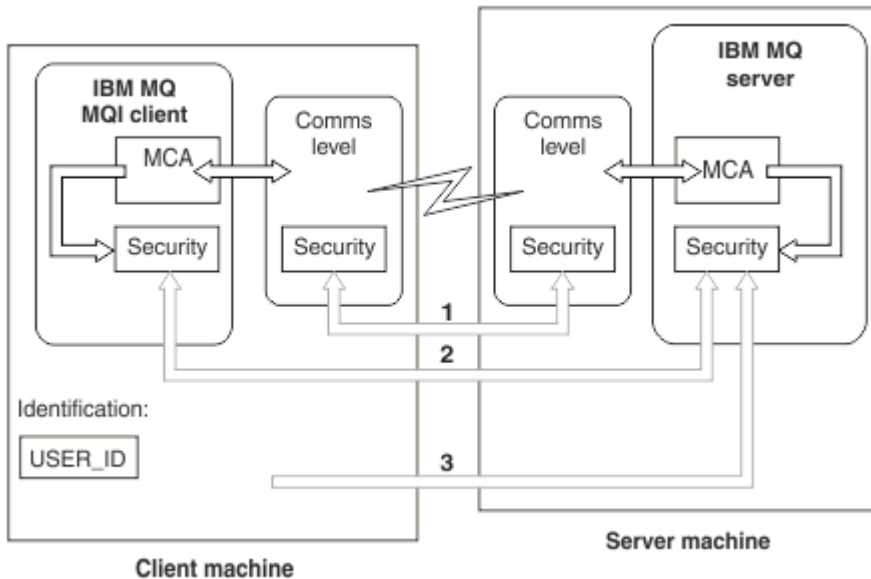 IBM MQ
MQI client
MCA
Security
Comms
level
Security
Identification:
USER_ID
Client machine
1
2
3
Comms
level
Security
IBM MQ
server
MCA
Security
Server machine